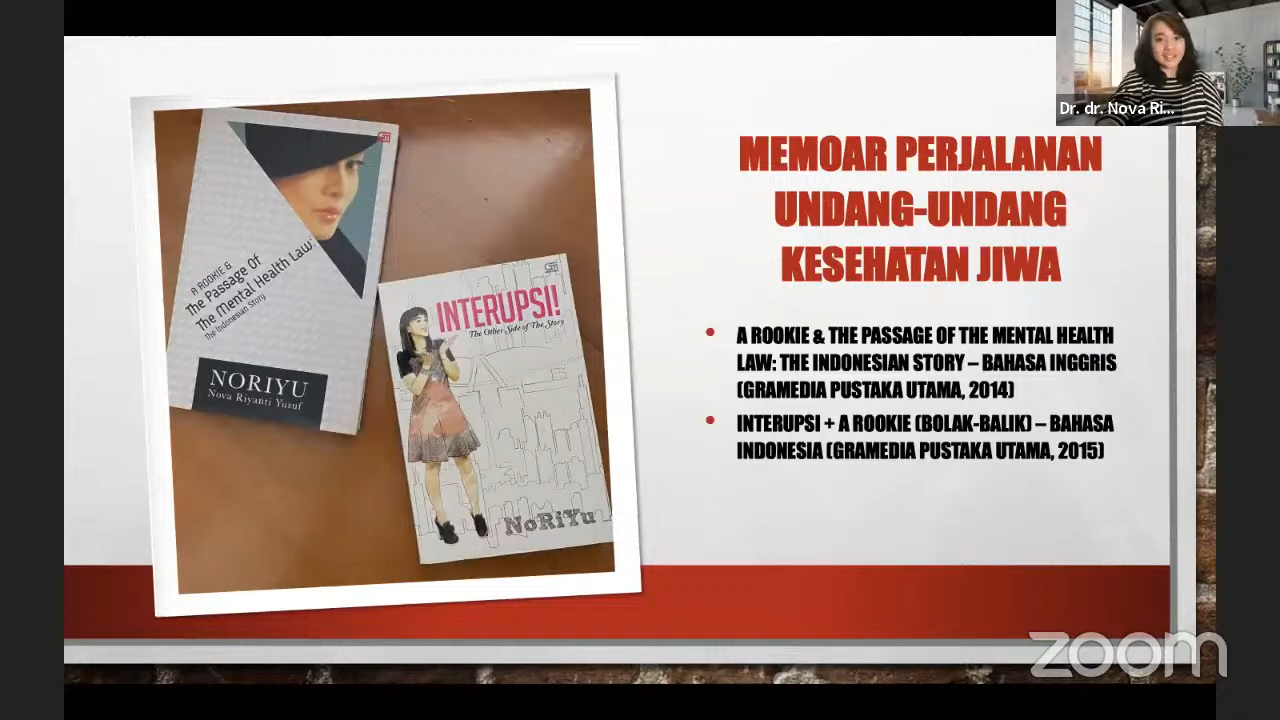 Dr. dr. Nova Ri...
MEMOAR PERJALANAN
UNDANG-UNDANG
KESEHATAN JIWA
• A ROOKIE & THE PASSAGE OF THE MENTAL HEALTH
LAW: THE INDONESIAN STORY – BAHASA INGGRIS
(GRAMEDIA PUSTAKA UTAMA, 2014)
• INTERUPSI + A ROOKIE (BOLAK-BALIK) – BAHASA
INDONESIA (GRAMEDIA PUSTAKA UTAMA, 2015)
A ROOKIE &
The Passage Of
The Mental Health Law:
The Indonesian Story
NORIYU
Nova Riyanti Yusuf
INTERUPSI!
The Other Side of The Story
NoRiYu
zoom